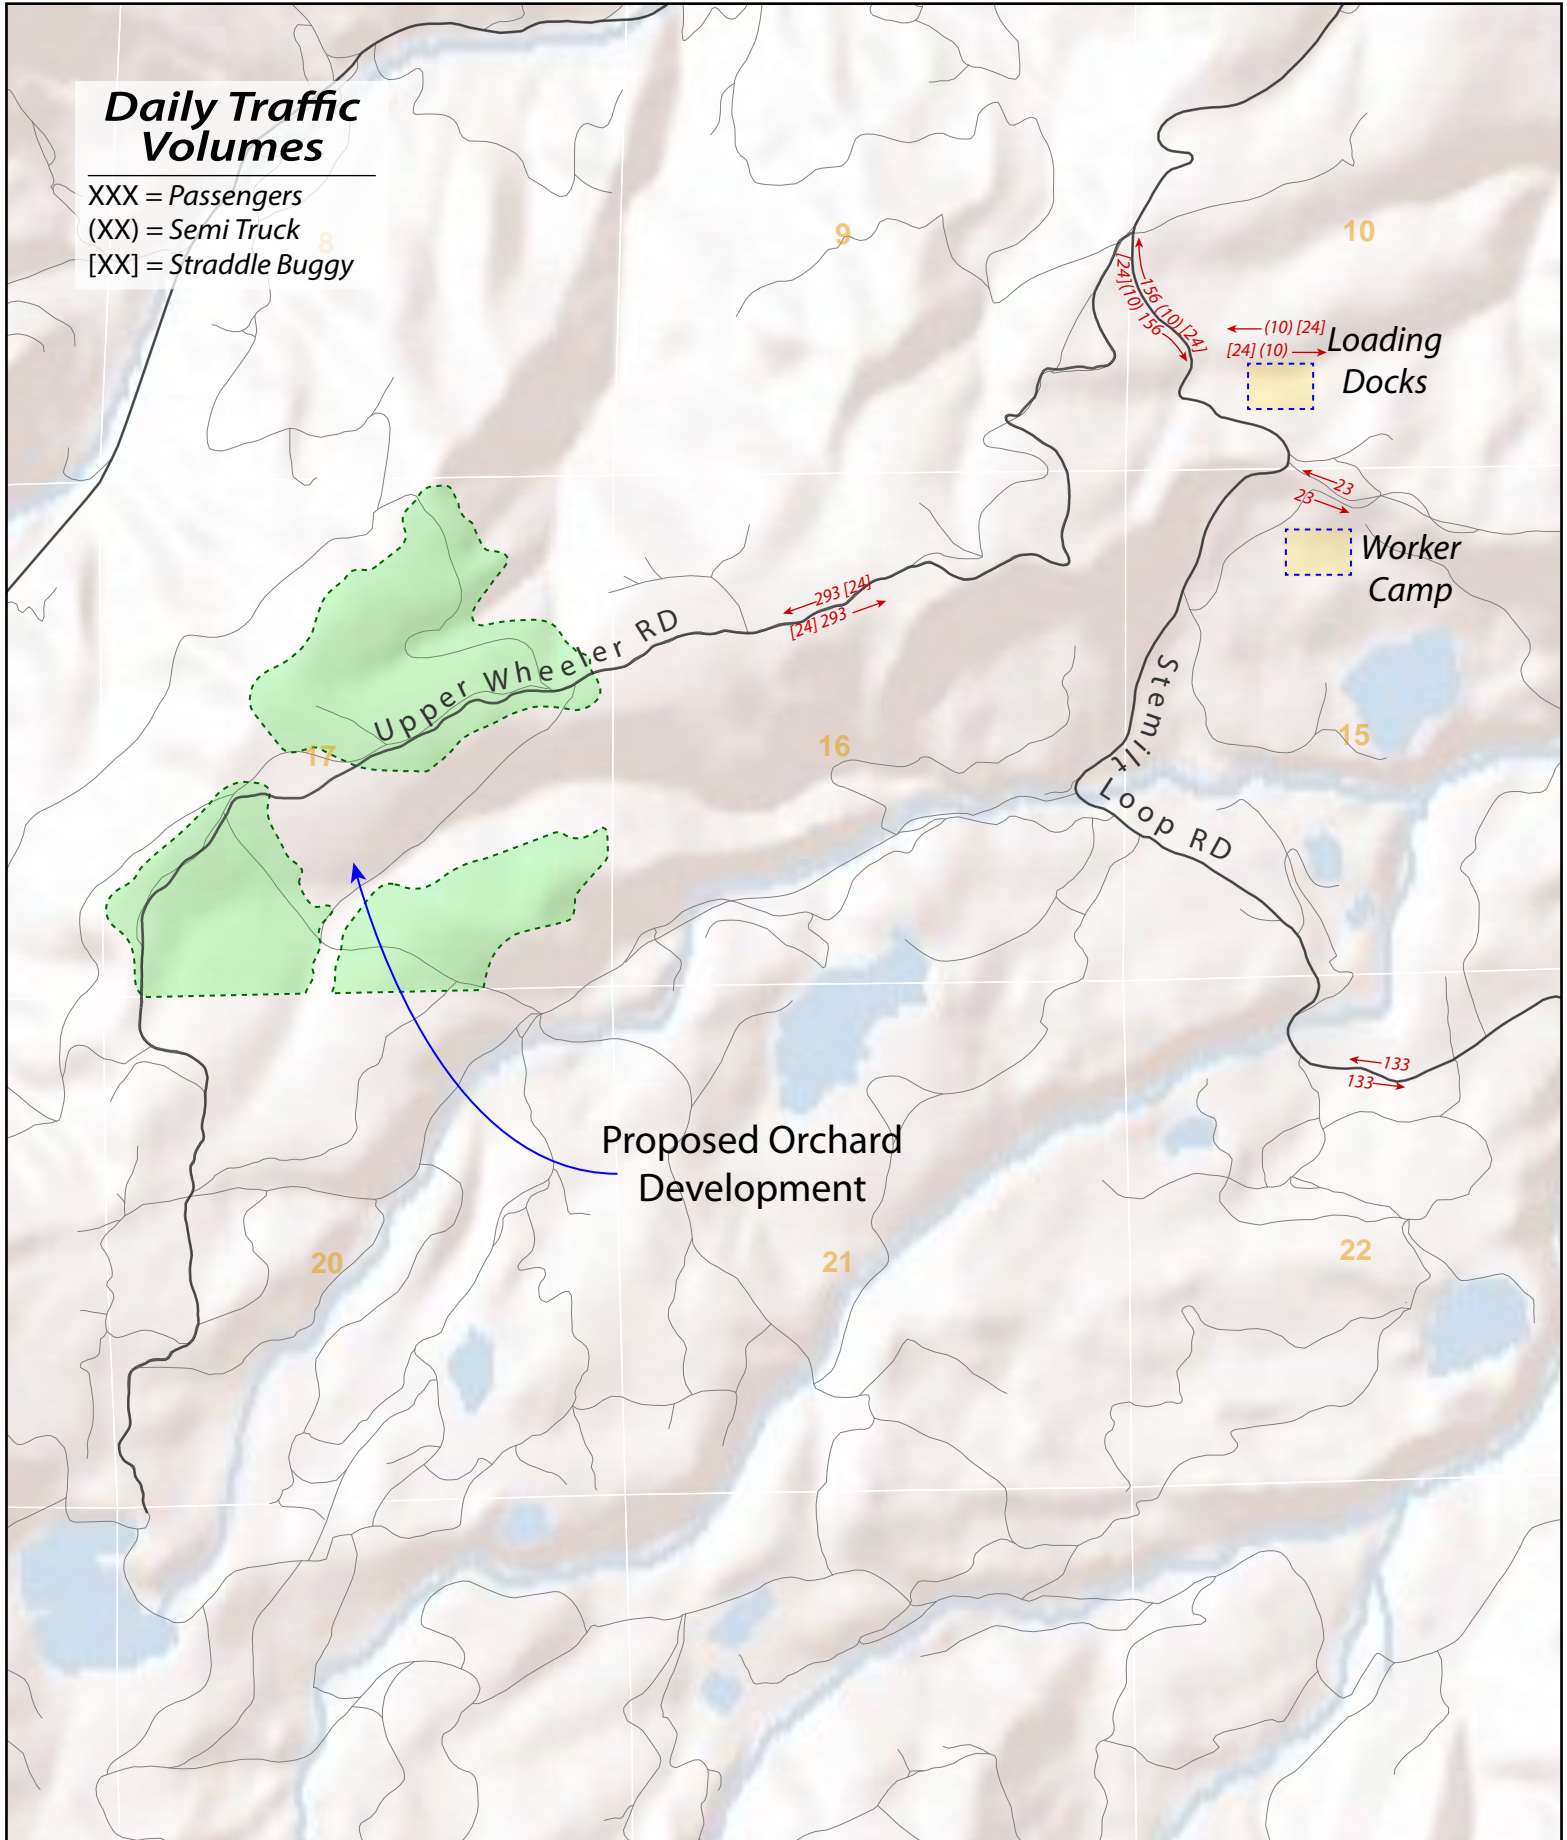 Daily Traffic
Volumes
XXX = Passengers
(XX) = Semi Truck
[XX] = Straddle Buggy
8
9
10
156 (10) [24]
[24] (10) 156
(10) [24]
[24] (10)
Loading
Docks
23
23
Worker
Camp
293 [24]
[24] 293
Upper Wheeler RD
Stemilt
Loop RD
17
16
15
133
133
Proposed Orchard
Development
20
21
22